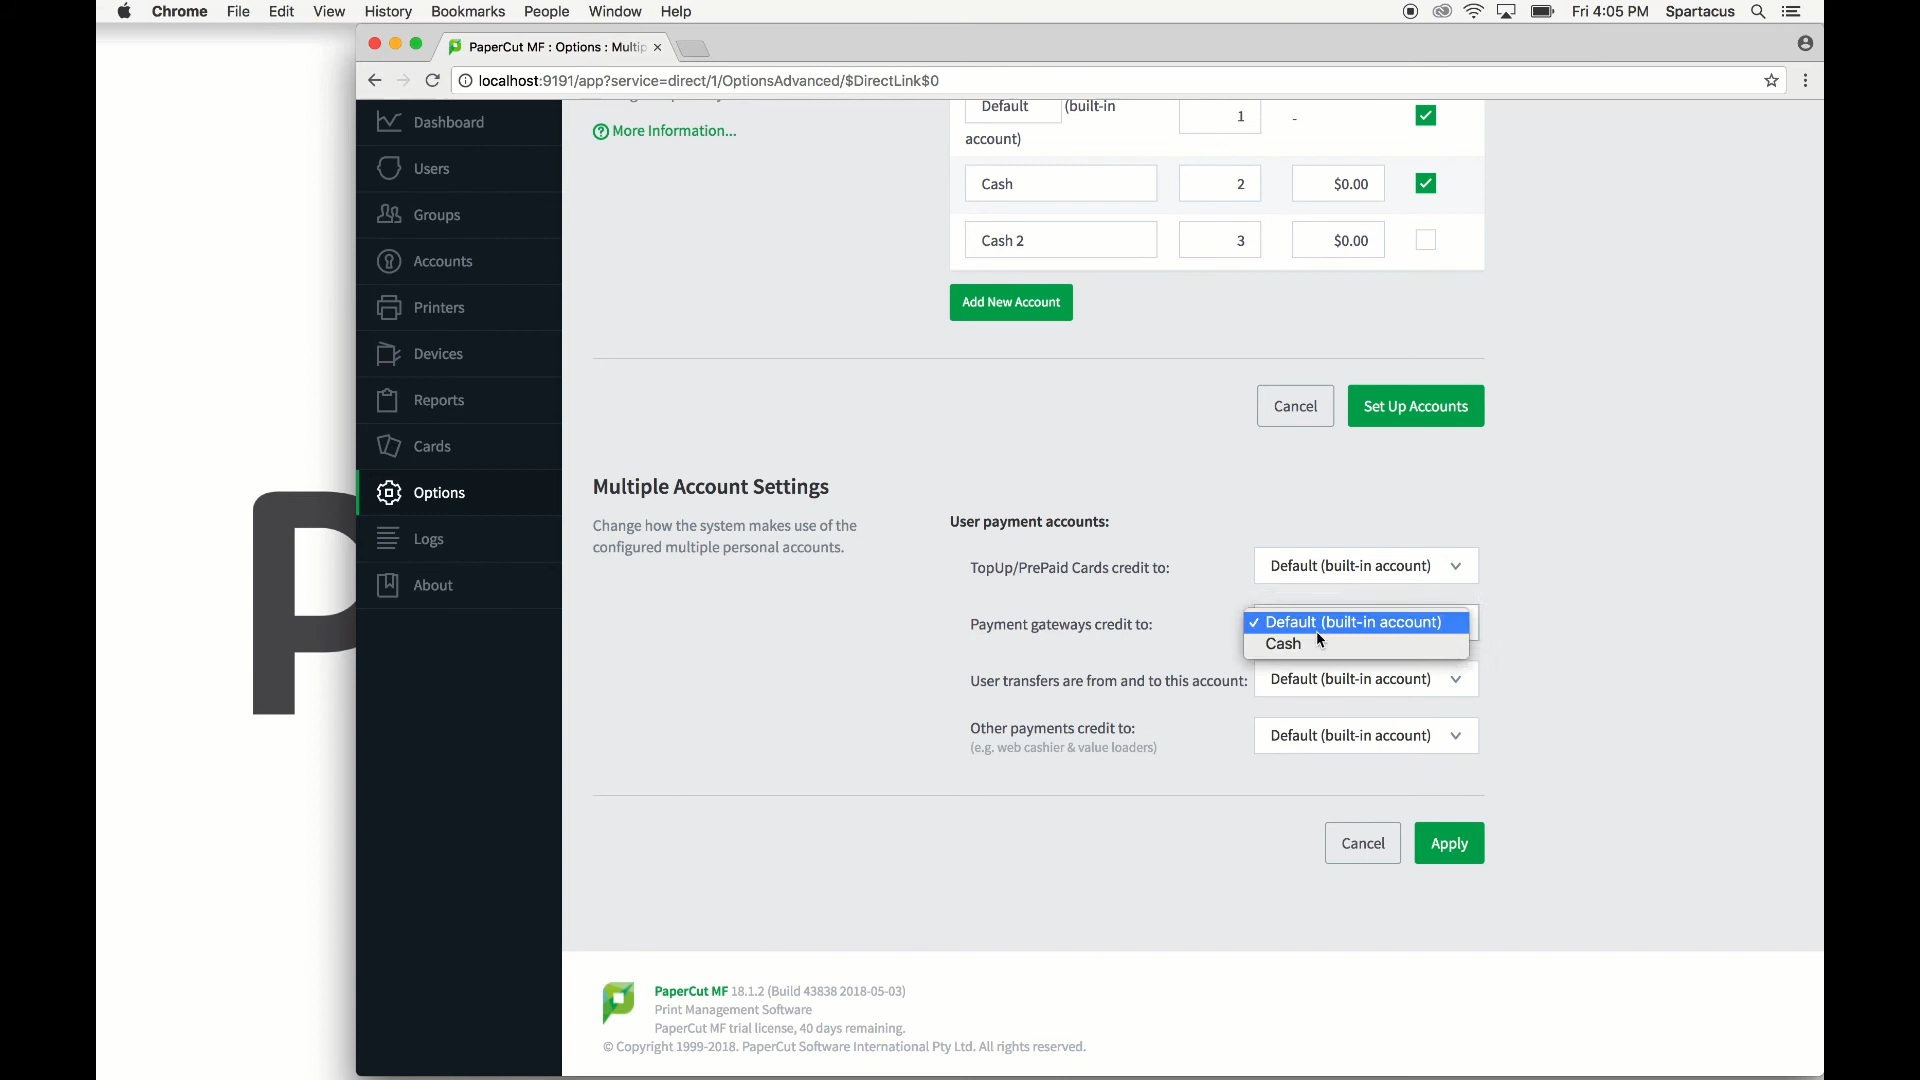 Chrome File Edit View History Bookmarks People Window Help Fri 4:05 PM Spartacus
PaperCut MF : Options : Multip
localhost:9191/app?service=direct/1/OptionsAdvanced/$DirectLink$0
Dashboard
Users
Groups
Accounts
Printers
Devices
Reports
Cards
Options
Logs
About
P
More Information...
Default (built-in 1 -
account)
Cash 2 $0.00
Cash 2 3 $0.00
Add New Account
Cancel Set Up Accounts
Multiple Account Settings
Change how the system makes use of the
configured multiple personal accounts.
User payment accounts:
TopUp/PrePaid Cards credit to: Default (built-in account)
Payment gateways credit to: Default (built-in account)
Cash
User transfers are from and to this account: Default (built-in account)
Other payments credit to: Default (built-in account)
(e.g. web cashier & value loaders)
Cancel Apply
PaperCut MF 18.1.2 (Build 43838 2018-05-03)
Print Management Software
PaperCut MF trial license, 40 days remaining.
© Copyright 1999-2018. PaperCut Software International Pty Ltd. All rights reserved.